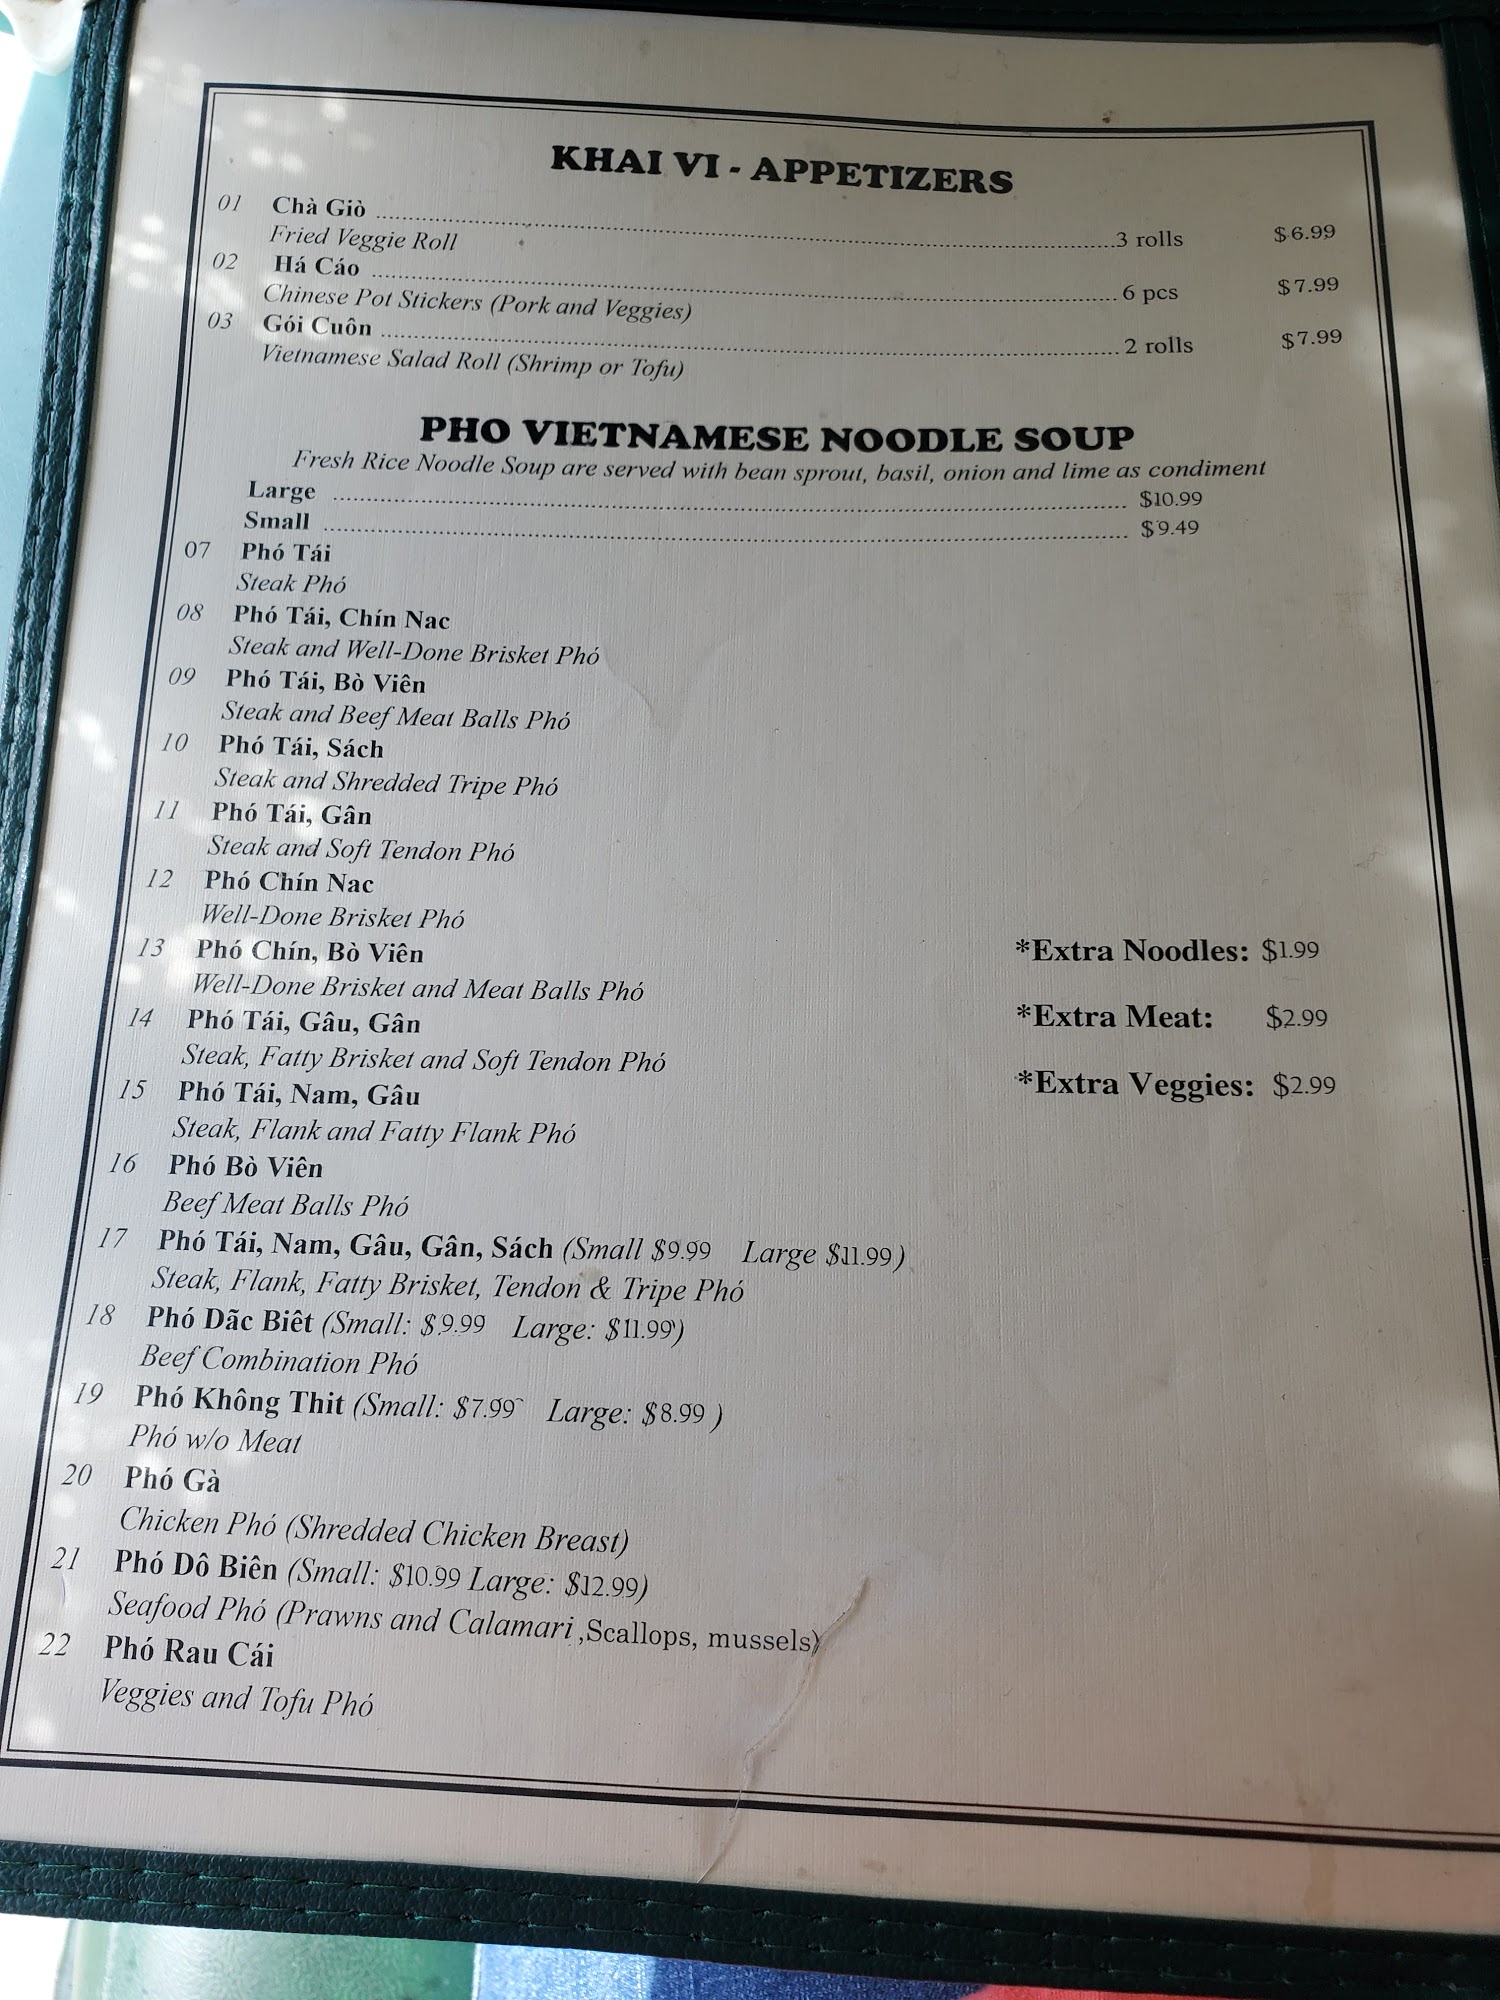 KHAI VI - APPETIZERS
01 Chà Giò ........ 3 rolls $6.99
Fried Veggie Roll
02 Há Cáo ........ 6 pcs $7.99
Chinese Pot Stickers (Pork and Veggies)
03 Gói Cuôn ........ 2 rolls $7.99
Vietnamese Salad Roll (Shrimp or Tofu)
PHO VIETNAMESE NOODLE SOUP
Fresh Rice Noodle Soup are served with bean sprout, basil, onion and lime as condiment
Large ........ $10.99
Small ........ $9.49
07 Phó Tái
Steak Phó
08 Phó Tái, Chín Nac
Steak and Well-Done Brisket Phó
09 Phó Tái, Bò Viên
Steak and Beef Meat Balls Phó
10 Phó Tái, Sách
Steak and Shredded Tripe Phó
11 Phó Tái, Gân
Steak and Soft Tendon Phó
12 Phó Chín Nac
Well-Done Brisket Phó
13 Phó Chín, Bò Viên *Extra Noodles: $1.99
Well-Done Brisket and Meat Balls Phó
14 Phó Tái, Gâu, Gân *Extra Meat: $2.99
Steak, Fatty Brisket and Soft Tendon Phó
15 Phó Tái, Nam, Gâu *Extra Veggies: $2.99
Steak, Flank and Fatty Flank Phó
16 Phó Bò Viên
Beef Meat Balls Phó
17 Phó Tái, Nam, Gâu, Gân, Sách (Small $9.99 Large $11.99)
Steak, Flank, Fatty Brisket, Tendon & Tripe Phó
18 Phó Dãc Biêt (Small: $9.99 Large: $11.99)
Beef Combination Phó
19 Phó Không Thit (Small: $7.99 Large: $8.99 )
Phó w/o Meat
20 Phó Gà
Chicken Phó (Shredded Chicken Breast)
21 Phó Dô Biên (Small: $10.99 Large: $12.99)
Seafood Phó (Prawns and Calamari ,Scallops, mussels)
22 Phó Rau Cái
Veggies and Tofu Phó